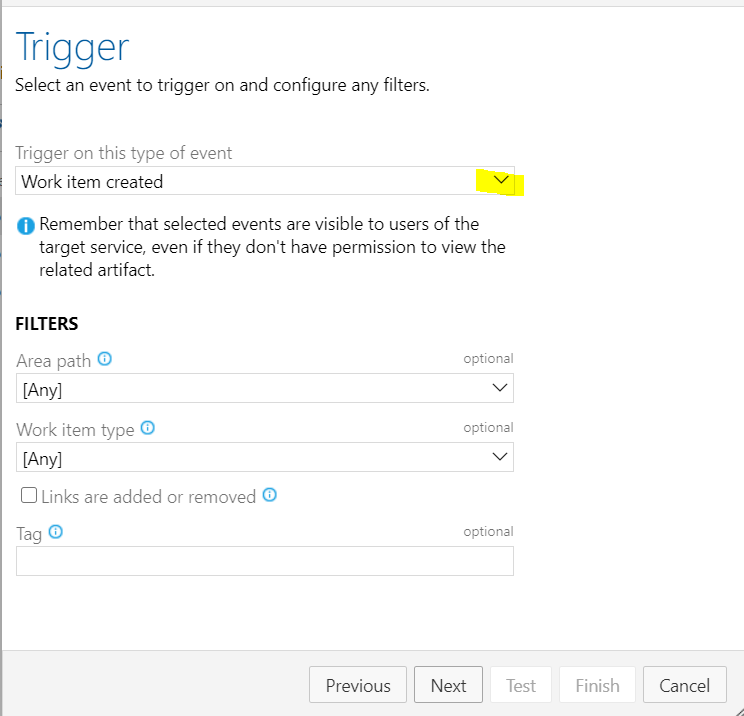 Trigger
Select an event to trigger on and configure any filters.
Trigger on this type of event
Work item created
Remember that selected events are visible to users of the
target service, even if they don't have permission to view the
related artifact.
FILTERS
Area path optional
[Any]
Work item type optional
[Any]
Links are added or removed
Tag optional
Previous Next Test Finish Cancel